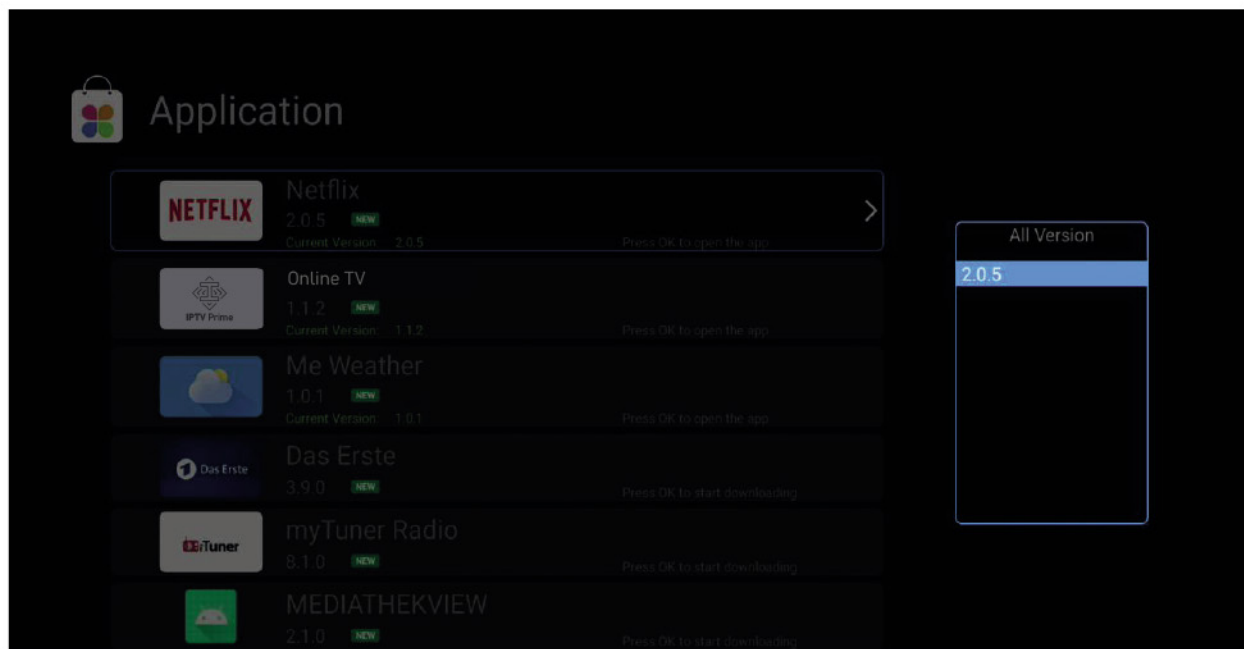 Application
NETFLIX
Netflix
2.0.5 NEW
Current Version: 2.0.5 Press OK to open the app
IPTV Prime
Online TV
1.1.2 NEW
Current Version: 1.1.2 Press OK to open the app
Me Weather
1.0.1 NEW
Current Version: 1.0.1 Press OK to open the app
Das Erste
Das Erste
3.9.0 NEW
Press OK to start downloading
Tuner
myTuner Radio
8.1.0 NEW
Press OK to start downloading
MEDIATHEKVIEW
2.1.0 NEW
Press OK to start downloading
All Version
2.0.5